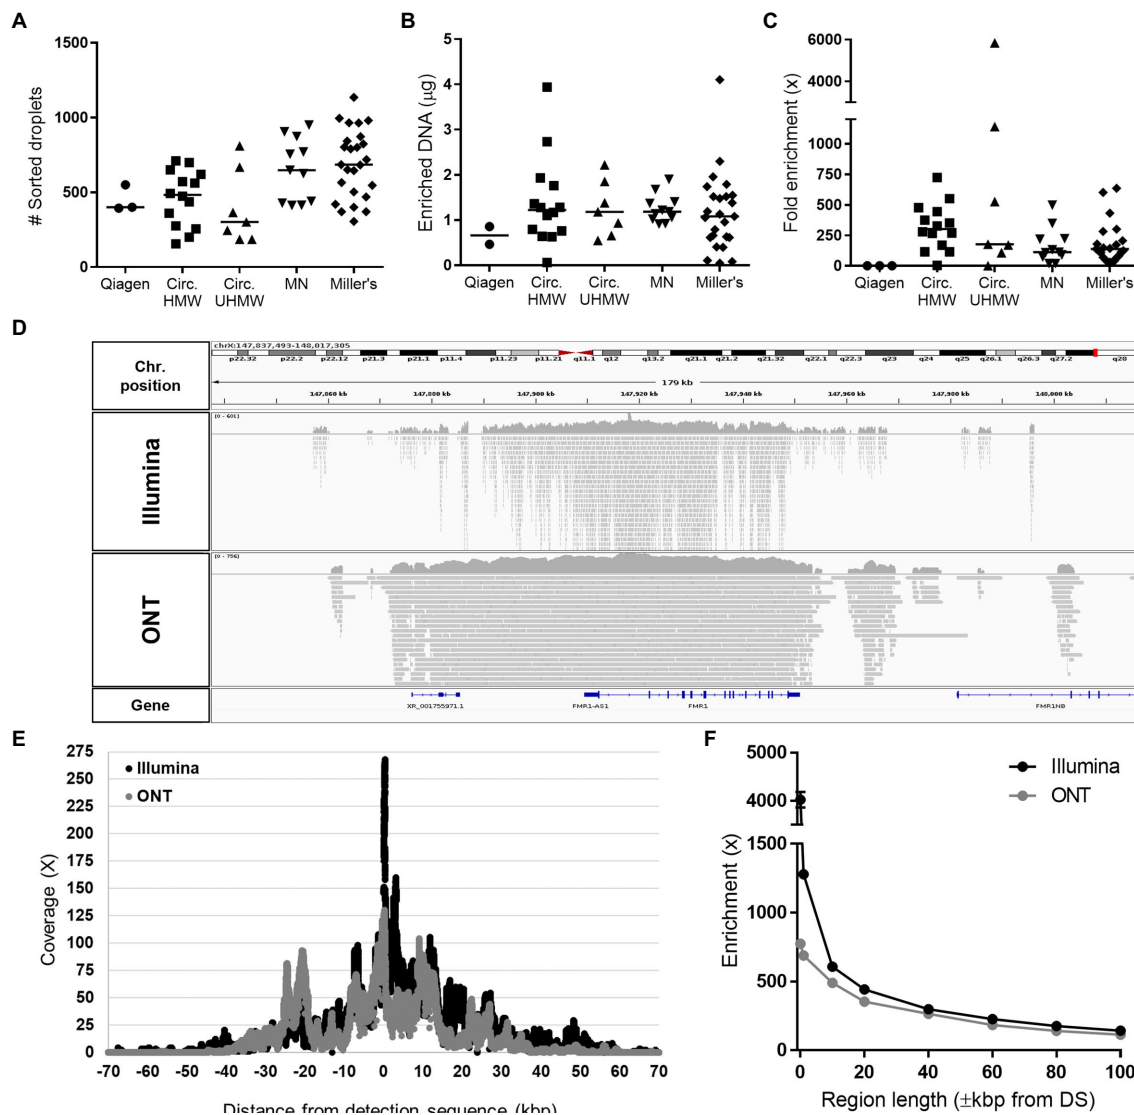 A
B
C
1500
1000
500
0
# Sorted droplets
Qiagen
Circ. HMW
Circ. UHMW
MN
Miller's
5
4
3
2
1
0
Enriched DNA (μg)
Qiagen
Circ. HMW
Circ. UHMW
MN
Miller's
6000
4000
1000
750
500
250
0
Fold enrichment (x)
Qiagen
Circ. HMW
Circ. UHMW
MN
Miller's
D
Chr. position
chrX:147,837,493-148,017,305
p22.32 p22.2 p22.12 p21.3 p21.1 p11.4 p11.23 p11.21 q11.1 q12 q13.2 q21.1 q21.2 q21.32 q22.1 q22.3 q23 q24 q25 q26.1 q26.3 q27.2 q28
179 kb
147,860 kb 147,880 kb 147,900 kb 147,920 kb 147,940 kb 147,960 kb 147,980 kb 148,000 kb
Illumina
[0 - 601]
ONT
[0 - 756]
Gene
XR_001755971.1 FMR1-AS1 FMR1 FMR1NB
E
275
250
225
200
175
150
125
100
75
50
25
0
Coverage (X)
Illumina
ONT
-70 -60 -50 -40 -30 -20 -10 0 10 20 30 40 50 60 70
Distance from detection sequence (kbp)
F
5000
4000
1500
1000
500
0
Enrichment (x)
Illumina
ONT
0 20 40 60 80 100
Region length (±kbp from DS)